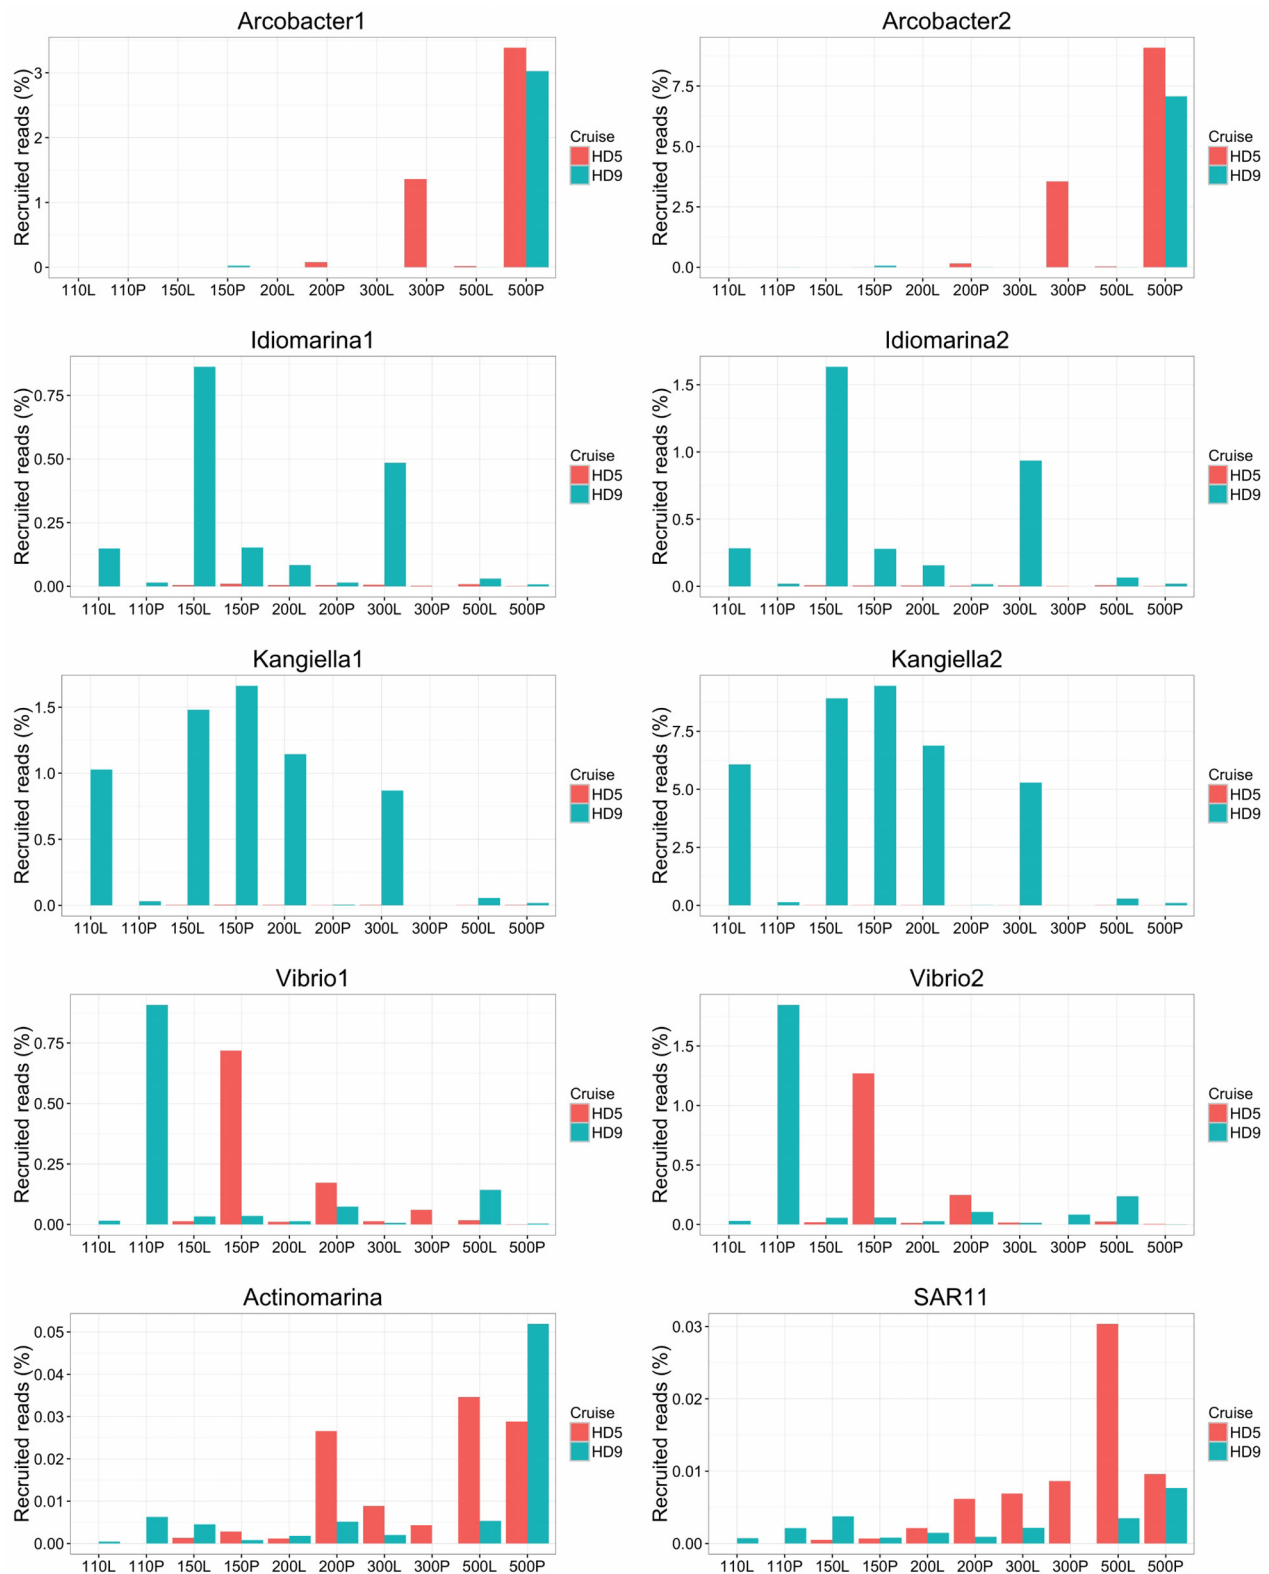 Arcobacter1
Recruited reads (%)
3
2
1
0
110L 110P 150L 150P 200L 200P 300L 300P 500L 500P
Cruise
HD5
HD9
Arcobacter2
Recruited reads (%)
7.5
5.0
2.5
0.0
110L 110P 150L 150P 200L 200P 300L 300P 500L 500P
Cruise
HD5
HD9
Idiomarina1
Recruited reads (%)
0.75
0.50
0.25
0.00
110L 110P 150L 150P 200L 200P 300L 300P 500L 500P
Cruise
HD5
HD9
Idiomarina2
Recruited reads (%)
1.5
1.0
0.5
0.0
110L 110P 150L 150P 200L 200P 300L 300P 500L 500P
Cruise
HD5
HD9
Kangiella1
Recruited reads (%)
1.5
1.0
0.5
0.0
110L 110P 150L 150P 200L 200P 300L 300P 500L 500P
Cruise
HD5
HD9
Kangiella2
Recruited reads (%)
7.5
5.0
2.5
0.0
110L 110P 150L 150P 200L 200P 300L 300P 500L 500P
Cruise
HD5
HD9
Vibrio1
Recruited reads (%)
0.75
0.50
0.25
0.00
110L 110P 150L 150P 200L 200P 300L 300P 500L 500P
Cruise
HD5
HD9
Vibrio2
Recruited reads (%)
1.5
1.0
0.5
0.0
110L 110P 150L 150P 200L 200P 300L 300P 500L 500P
Cruise
HD5
HD9
Actinomarina
Recruited reads (%)
0.05
0.04
0.03
0.02
0.01
0.00
110L 110P 150L 150P 200L 200P 300L 300P 500L 500P
Cruise
HD5
HD9
SAR11
Recruited reads (%)
0.03
0.02
0.01
0.00
110L 110P 150L 150P 200L 200P 300L 300P 500L 500P
Cruise
HD5
HD9